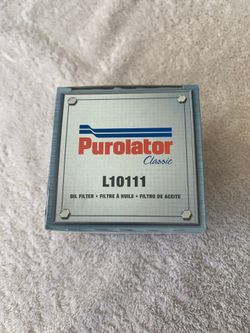 Purolator
Classic
L10111
OIL FILTER • FILTRE À HUILE • FILTRO DE ACEITE